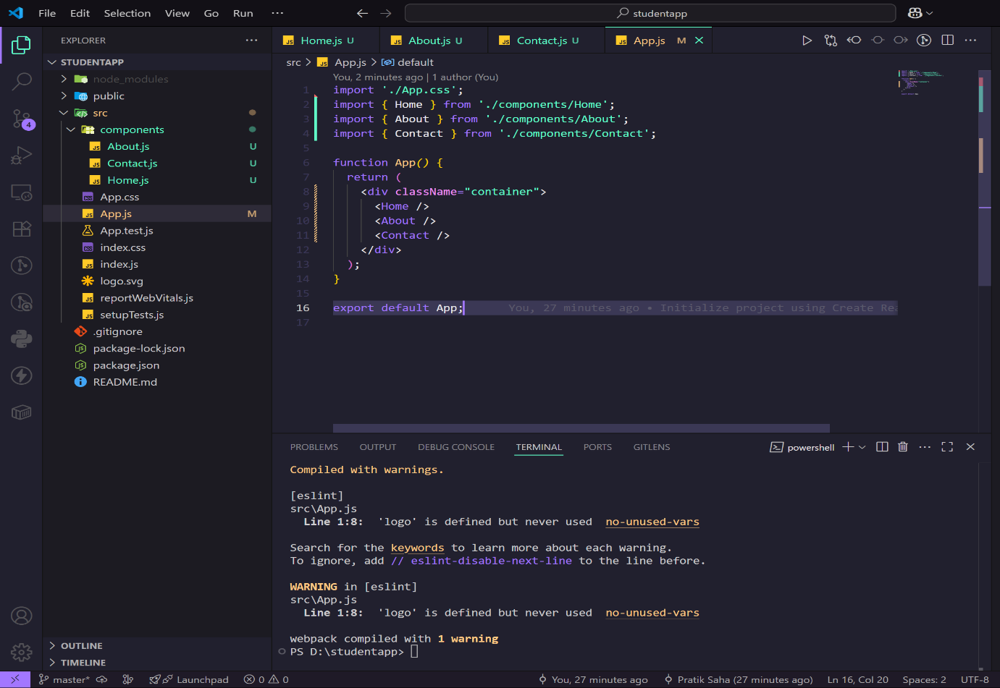 File Edit Selection View Go Run ··· studentapp
EXPLORER ···
STUDENTAPP
node_modules
public
src
components
About.js U
Contact.js U
Home.js U
App.css
App.js M
App.test.js
index.css
index.js
logo.svg
reportWebVitals.js
setupTests.js
.gitignore
package-lock.json
package.json
README.md
OUTLINE
TIMELINE
4
Home.js U About.js U Contact.js U App.js M
src > App.js > default
You, 2 minutes ago | 1 author (You)
1 import './App.css';
2 import { Home } from './components/Home';
3 import { About } from './components/About';
4 import { Contact } from './components/Contact';
5
6 function App() {
7 return (
8 <div className="container">
9 <Home />
10 <About />
11 <Contact />
12 </div>
13 );
14 }
15
16 export default App; You, 27 minutes ago • Initialize project using Create Rea
17
PROBLEMS OUTPUT DEBUG CONSOLE TERMINAL PORTS GITLENS powershell
Compiled with warnings.
[eslint]
src\App.js
Line 1:8: 'logo' is defined but never used no-unused-vars
Search for the keywords to learn more about each warning.
To ignore, add // eslint-disable-next-line to the line before.
WARNING in [eslint]
src\App.js
Line 1:8: 'logo' is defined but never used no-unused-vars
webpack compiled with 1 warning
PS D:\studentapp>
master* Launchpad 0 0 You, 27 minutes ago Pratik Saha (27 minutes ago) Ln 16, Col 20 Spaces: 2 UTF-8